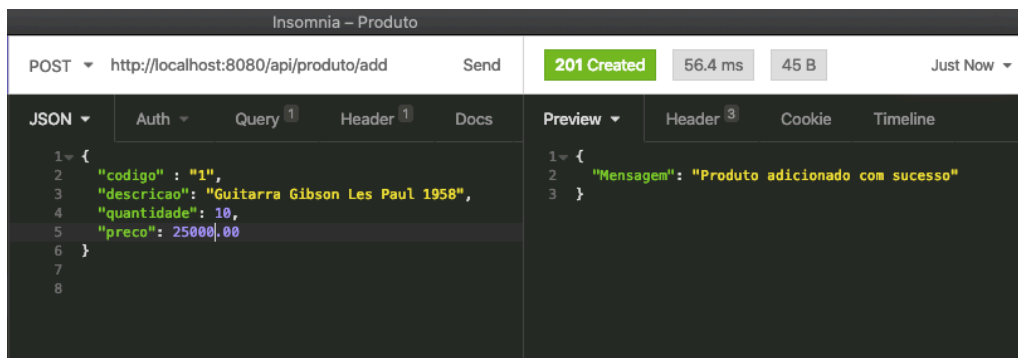 Insomnia – Produto
POST http://localhost:8080/api/produto/add Send
201 Created 56.4 ms 45 B Just Now
JSON Auth Query 1 Header 1 Docs
Preview Header 3 Cookie Timeline
1 {
2 "codigo" : "1",
3 "descricao": "Guitarra Gibson Les Paul 1958",
4 "quantidade": 10,
5 "preco": 25000.00
6 }
7
8
1 {
2 "Mensagem": "Produto adicionado com sucesso"
3 }